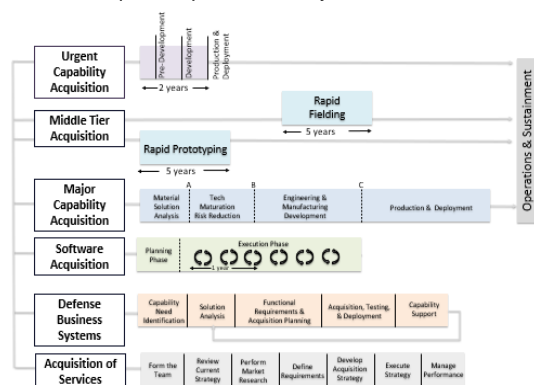 Urgent
Capability
Acquisition
Pre-Development
Development
Production &
Deployment
2 years
Middle Tier
Acquisition
Rapid
Fielding
5 years
Rapid Prototyping
5 years
Major
Capability
Acquisition
A
B
C
Material
Solution
Analysis
Tech
Maturation
Risk Reduction
Engineering &
Manufacturing
Development
Production & Deployment
Software
Acquisition
Planning
Phase
Execution Phase
1 year
Defense
Business
Systems
Capability
Need
Identification
Solution
Analysis
Functional
Requirements &
Acquisition Planning
Acquisition, Testing,
& Deployment
Capability
Support
Acquisition of
Services
Form the
Team
Review
Current
Strategy
Perform
Market
Research
Define
Requirements
Develop
Acquisition
Strategy
Execute
Strategy
Manage
Performance
Operations & Sustainment